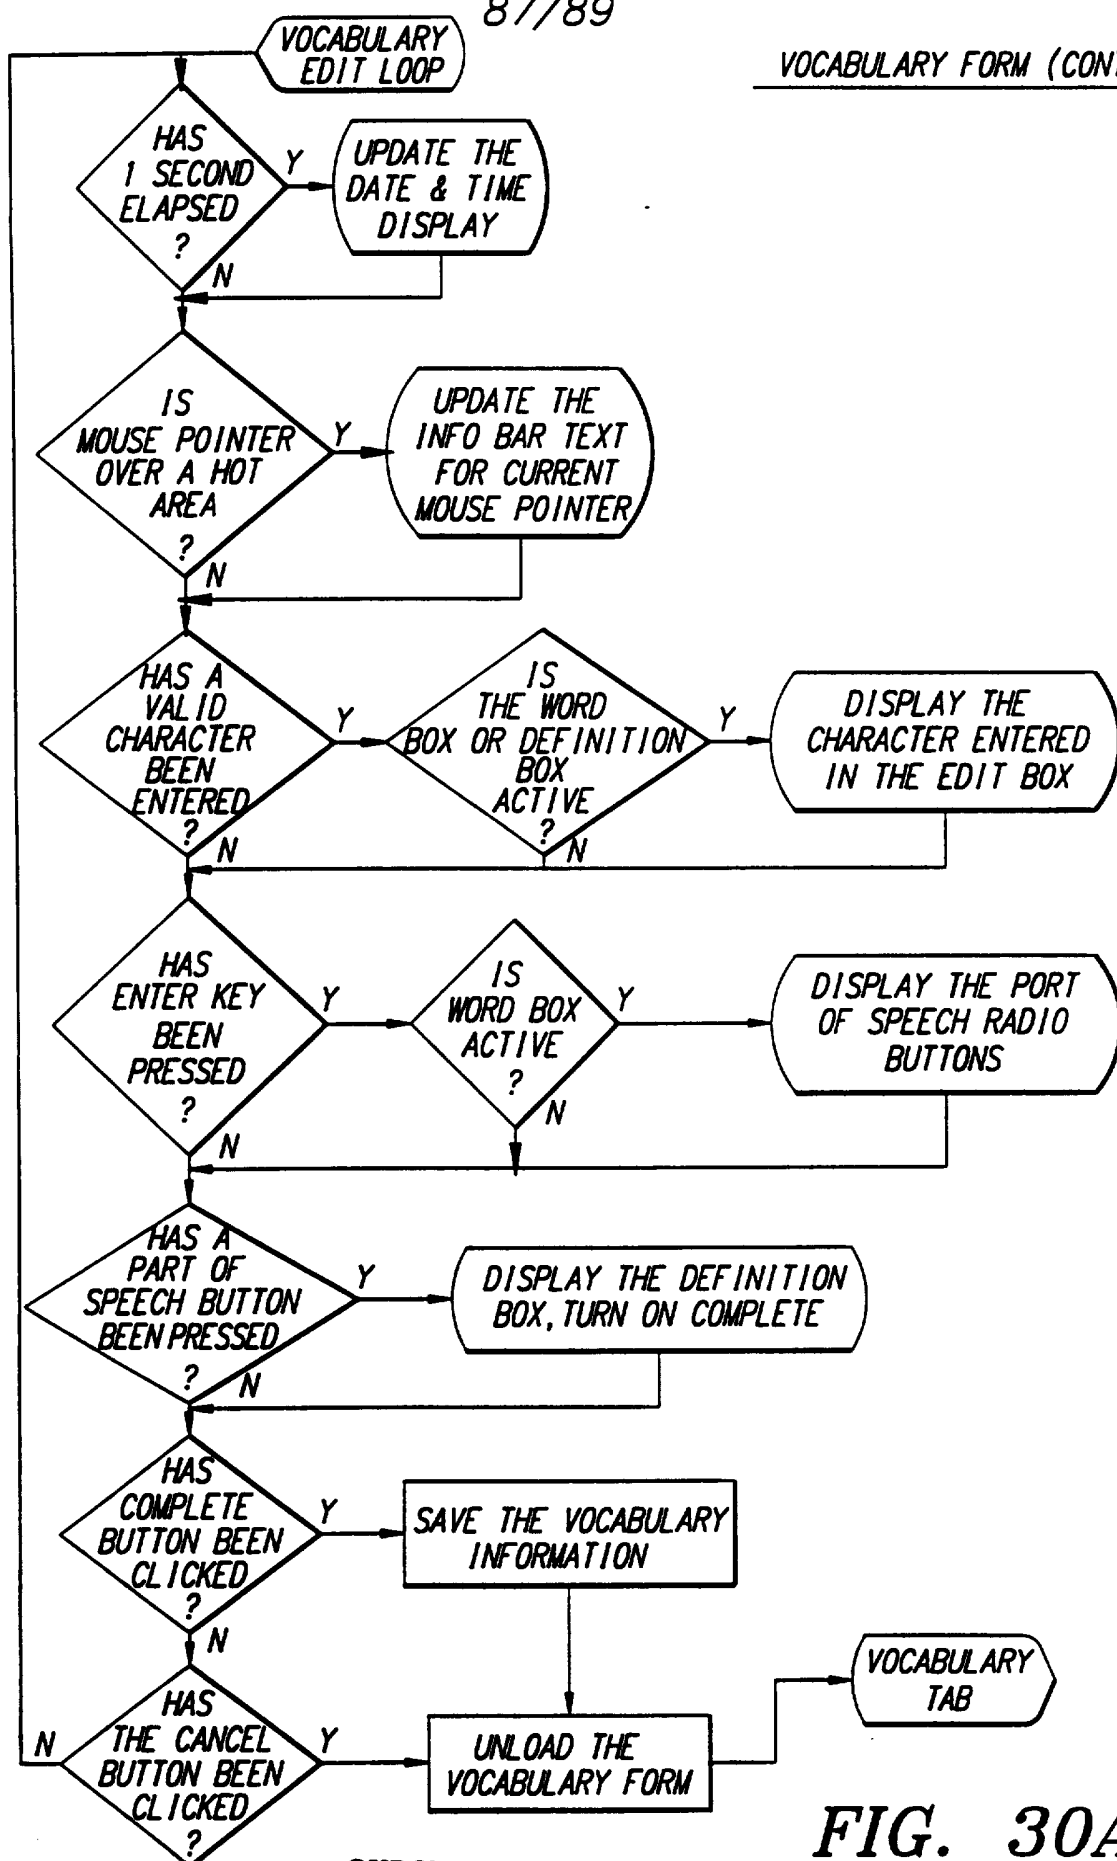 87/89
VOCABULARY
EDIT LOOP
VOCABULARY FORM (CONT
HAS
1 SECOND
ELAPSED
?
Y
N
UPDATE THE
DATE & TIME
DISPLAY
IS
MOUSE POINTER
OVER A HOT
AREA
?
Y
N
UPDATE THE
INFO BAR TEXT
FOR CURRENT
MOUSE POINTER
HAS A
VALID
CHARACTER
BEEN
ENTERED
?
Y
N
IS
THE WORD
BOX OR DEFINITION
BOX
ACTIVE
?
Y
N
DISPLAY THE
CHARACTER ENTERED
IN THE EDIT BOX
HAS
ENTER KEY
BEEN
PRESSED
?
Y
N
IS
WORD BOX
ACTIVE
?
Y
N
DISPLAY THE PORT
OF SPEECH RADIO
BUTTONS
HAS A
PART OF
SPEECH BUTTON
BEEN PRESSED
?
Y
N
DISPLAY THE DEFINITION
BOX, TURN ON COMPLETE
HAS
COMPLETE
BUTTON BEEN
CLICKED
?
Y
N
SAVE THE VOCABULARY
INFORMATION
HAS
THE CANCEL
BUTTON BEEN
CLICKED
?
N
Y
UNLOAD THE
VOCABULARY FORM
VOCABULARY
TAB
FIG. 30A